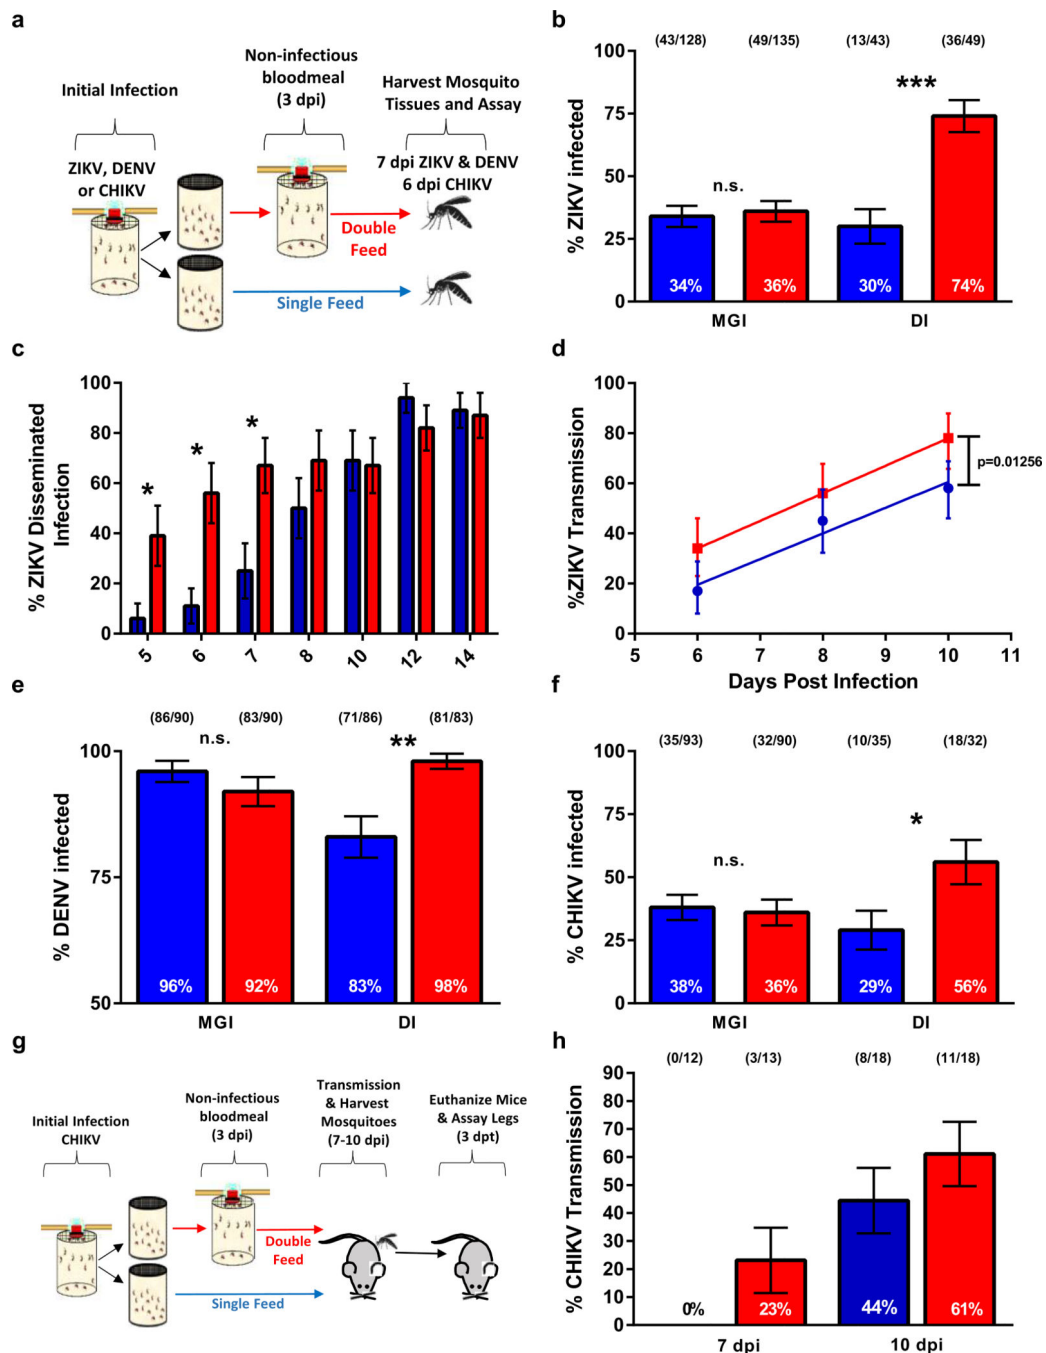 a
Initial Infection
Non-infectious
bloodmeal
(3 dpi)
Harvest Mosquito
Tissues and Assay
ZIKV, DENV
or CHIKV
7 dpi ZIKV & DENV
6 dpi CHIKV
Double
Feed
Single Feed
b
(43/128)
(49/135)
(13/43)
(36/49)
% ZIKV infected
100
75
50
25
0
n.s.
***
34%
36%
30%
74%
MGI
DI
c
% ZIKV Disseminated
Infection
100
80
60
40
20
0
*
*
*
5
6
7
8
10
12
14
d
%ZIKV Transmission
100
80
60
40
20
0
p=0.01256
5
6
7
8
9
10
11
Days Post Infection
e
(86/90)
(83/90)
(71/86)
(81/83)
% DENV infected
100
75
50
n.s.
**
96%
92%
83%
98%
MGI
DI
f
(35/93)
(32/90)
(10/35)
(18/32)
% CHIKV infected
100
75
50
25
0
n.s.
*
38%
36%
29%
56%
MGI
DI
g
Initial Infection
CHIKV
Non-infectious
bloodmeal
(3 dpi)
Transmission
& Harvest
Mosquitoes
(7-10 dpi)
Euthanize Mice
& Assay Legs
(3 dpt)
Double
Feed
Single Feed
h
(0/12)
(3/13)
(8/18)
(11/18)
% CHIKV Transmission
90
80
70
60
50
40
30
20
10
0
0%
23%
44%
61%
7 dpi
10 dpi